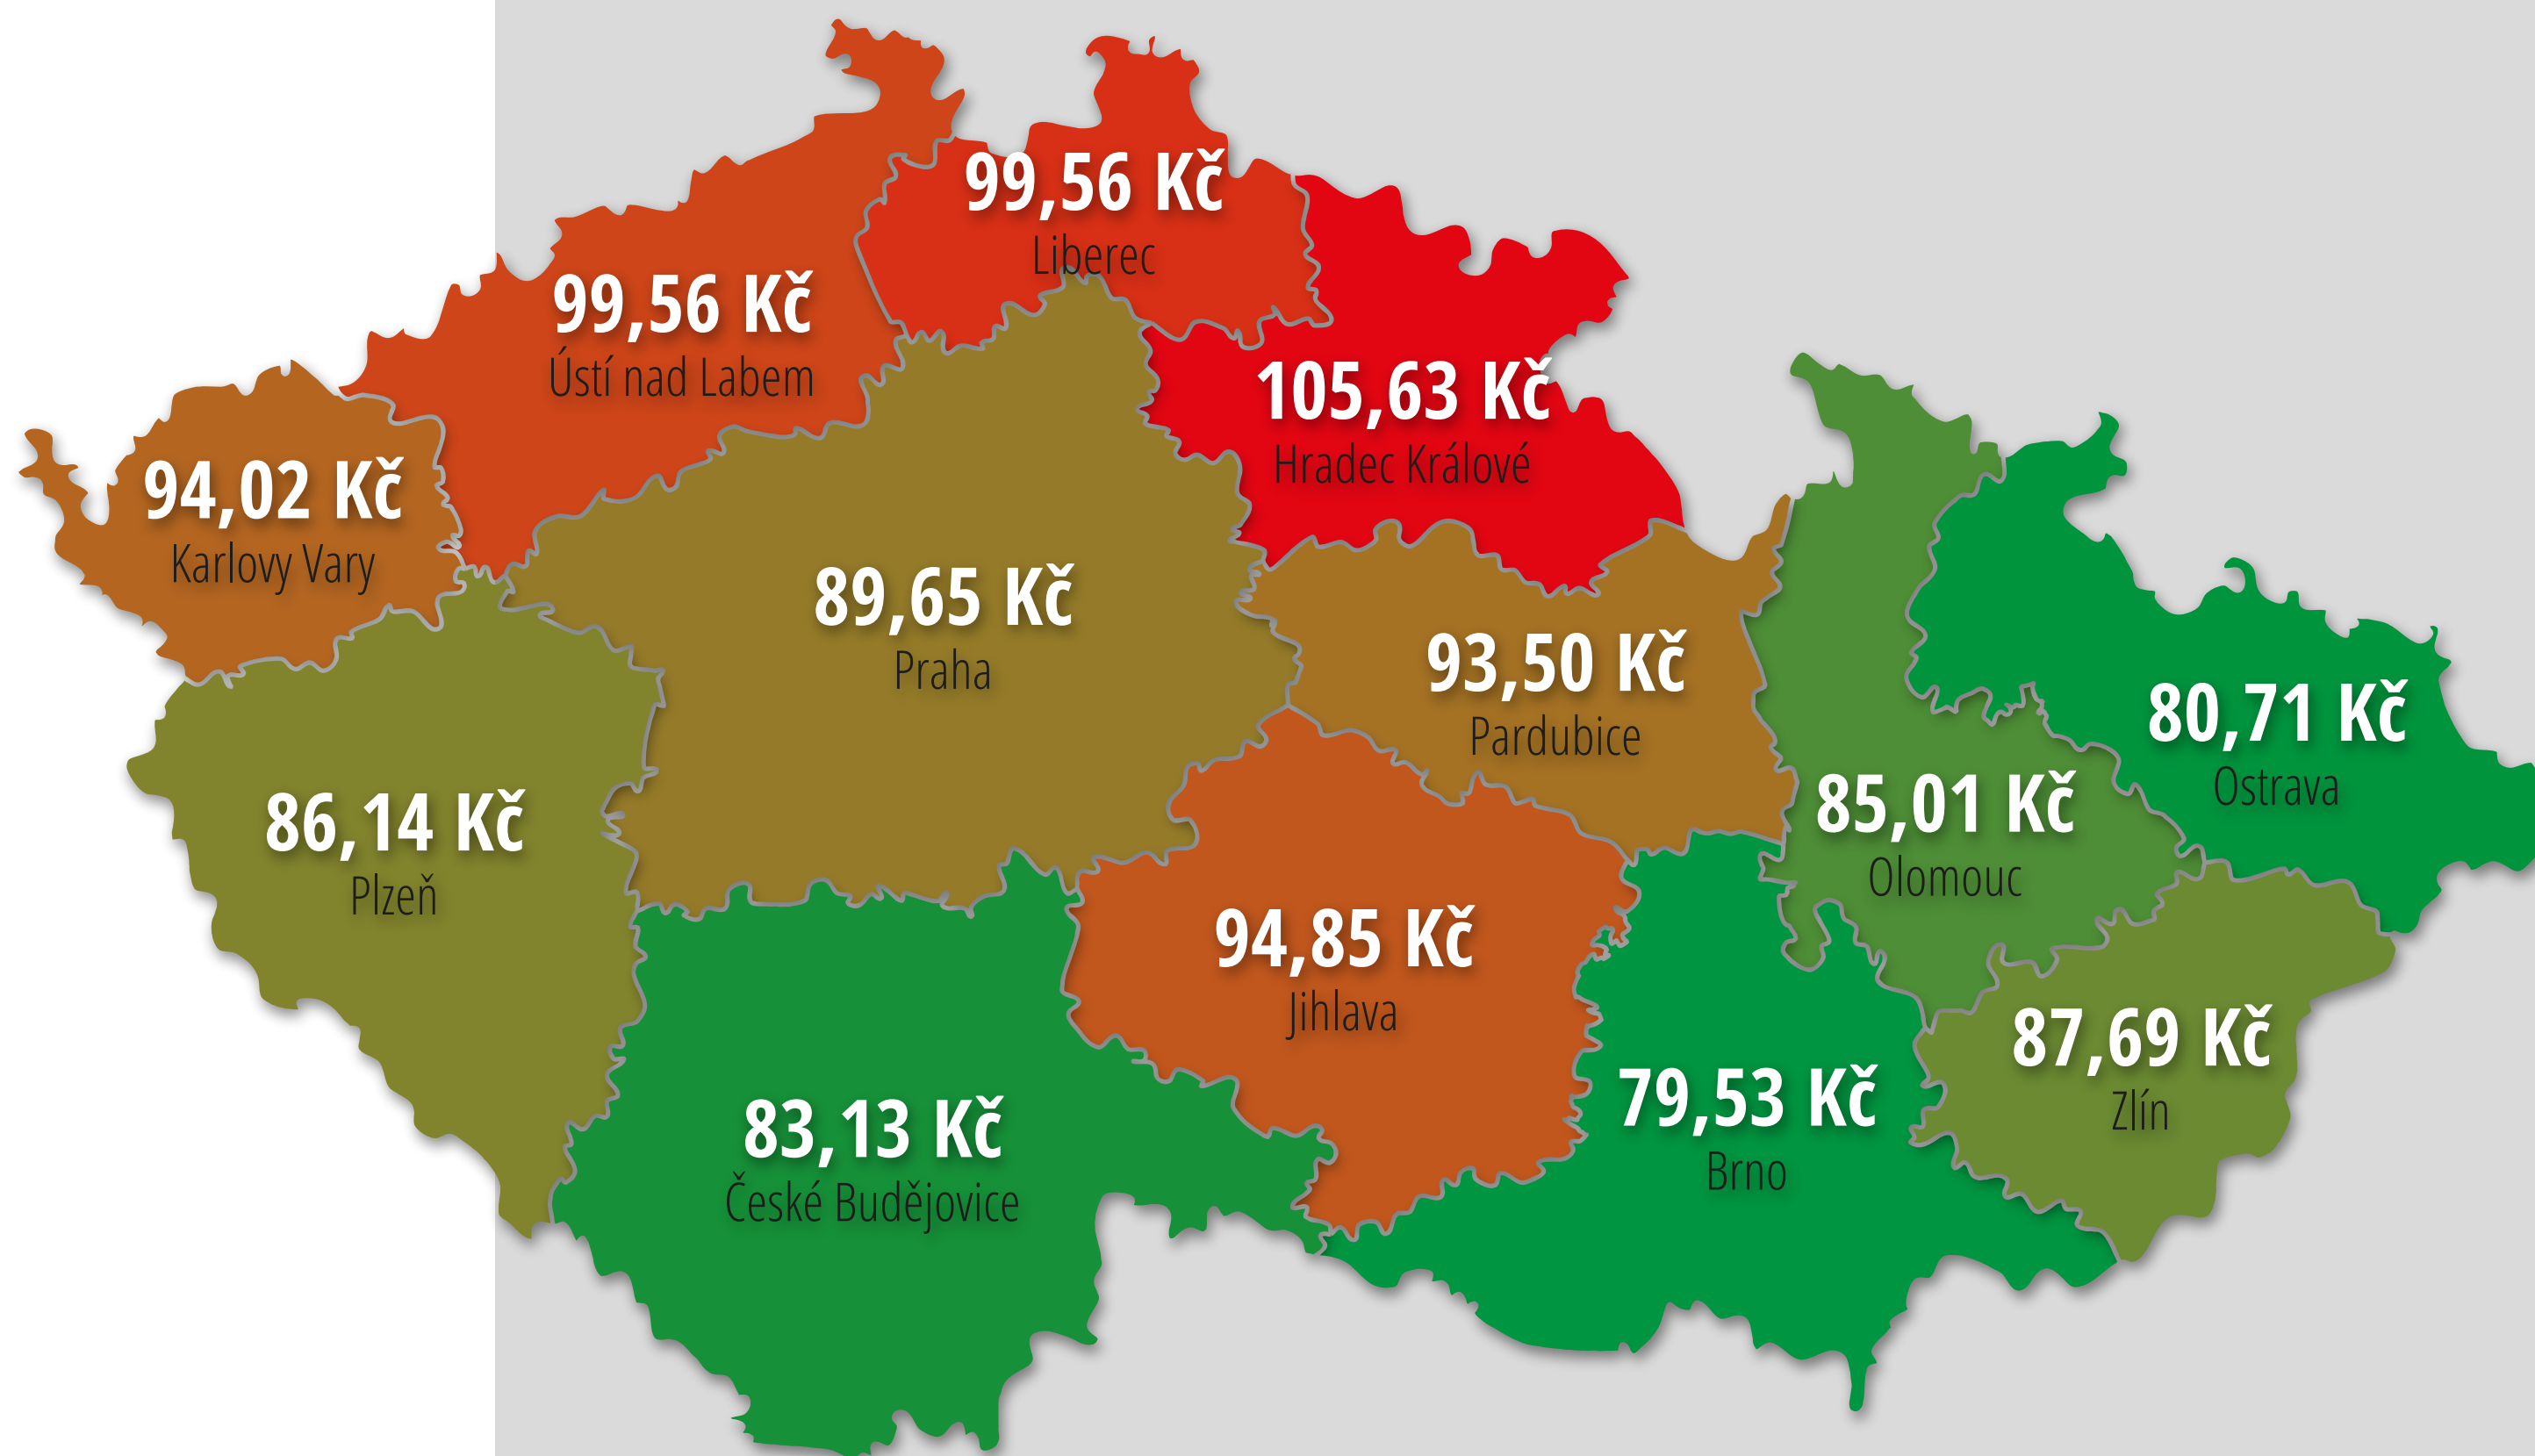 99,56 Kč
Liberec
99,56 Kč
Ústí nad Labem
105,63 Kč
Hradec Králové
94,02 Kč
Karlovy Vary
89,65 Kč
Praha
93,50 Kč
Pardubice
80,71 Kč
Ostrava
86,14 Kč
Plzeň
85,01 Kč
Olomouc
94,85 Kč
Jihlava
87,69 Kč
Zlín
79,53 Kč
Brno
83,13 Kč
České Budějovice